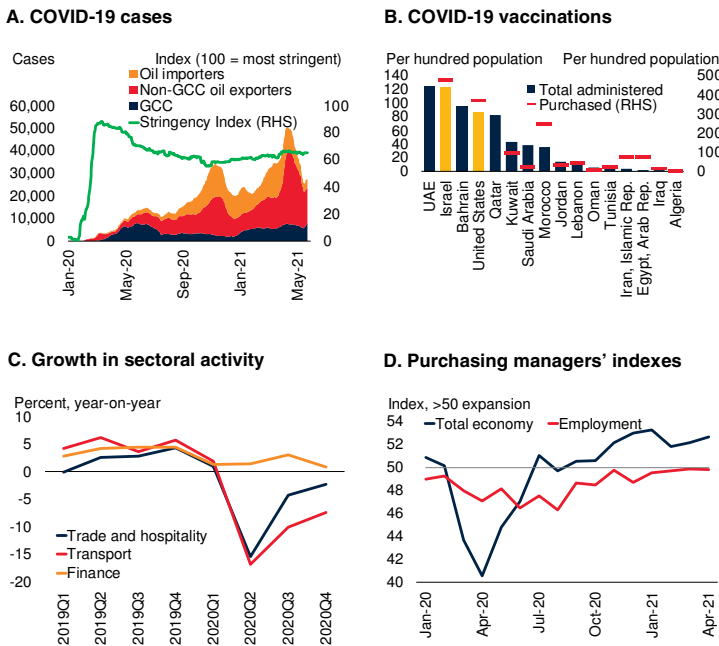 A. COVID-19 cases
Cases
Index (100 = most stringent)
Oil importers
Non-GCC oil exporters
GCC
Stringency Index (RHS)
60,000
50,000
40,000
30,000
20,000
10,000
0
100
80
60
40
20
0
Jan-20
May-20
Sep-20
Jan-21
May-21
B. COVID-19 vaccinations
Per hundred population
Per hundred population
Total administered
Purchased (RHS)
140
120
100
80
60
40
20
0
500
400
300
200
100
0
UAE
Israel
Bahrain
United States
Qatar
Kuwait
Saudi Arabia
Morocco
Jordan
Lebanon
Oman
Tunisia
Iran, Islamic Rep.
Egypt, Arab Rep.
Iraq
Algeria
C. Growth in sectoral activity
Percent, year-on-year
10
5
0
-5
-10
-15
-20
Trade and hospitality
Transport
Finance
2019Q1
2019Q2
2019Q3
2019Q4
2020Q1
2020Q2
2020Q3
2020Q4
D. Purchasing managers' indexes
Index, >50 expansion
Total economy
Employment
54
52
50
48
46
44
42
40
Jan-20
Apr-20
Jul-20
Oct-20
Jan-21
Apr-21